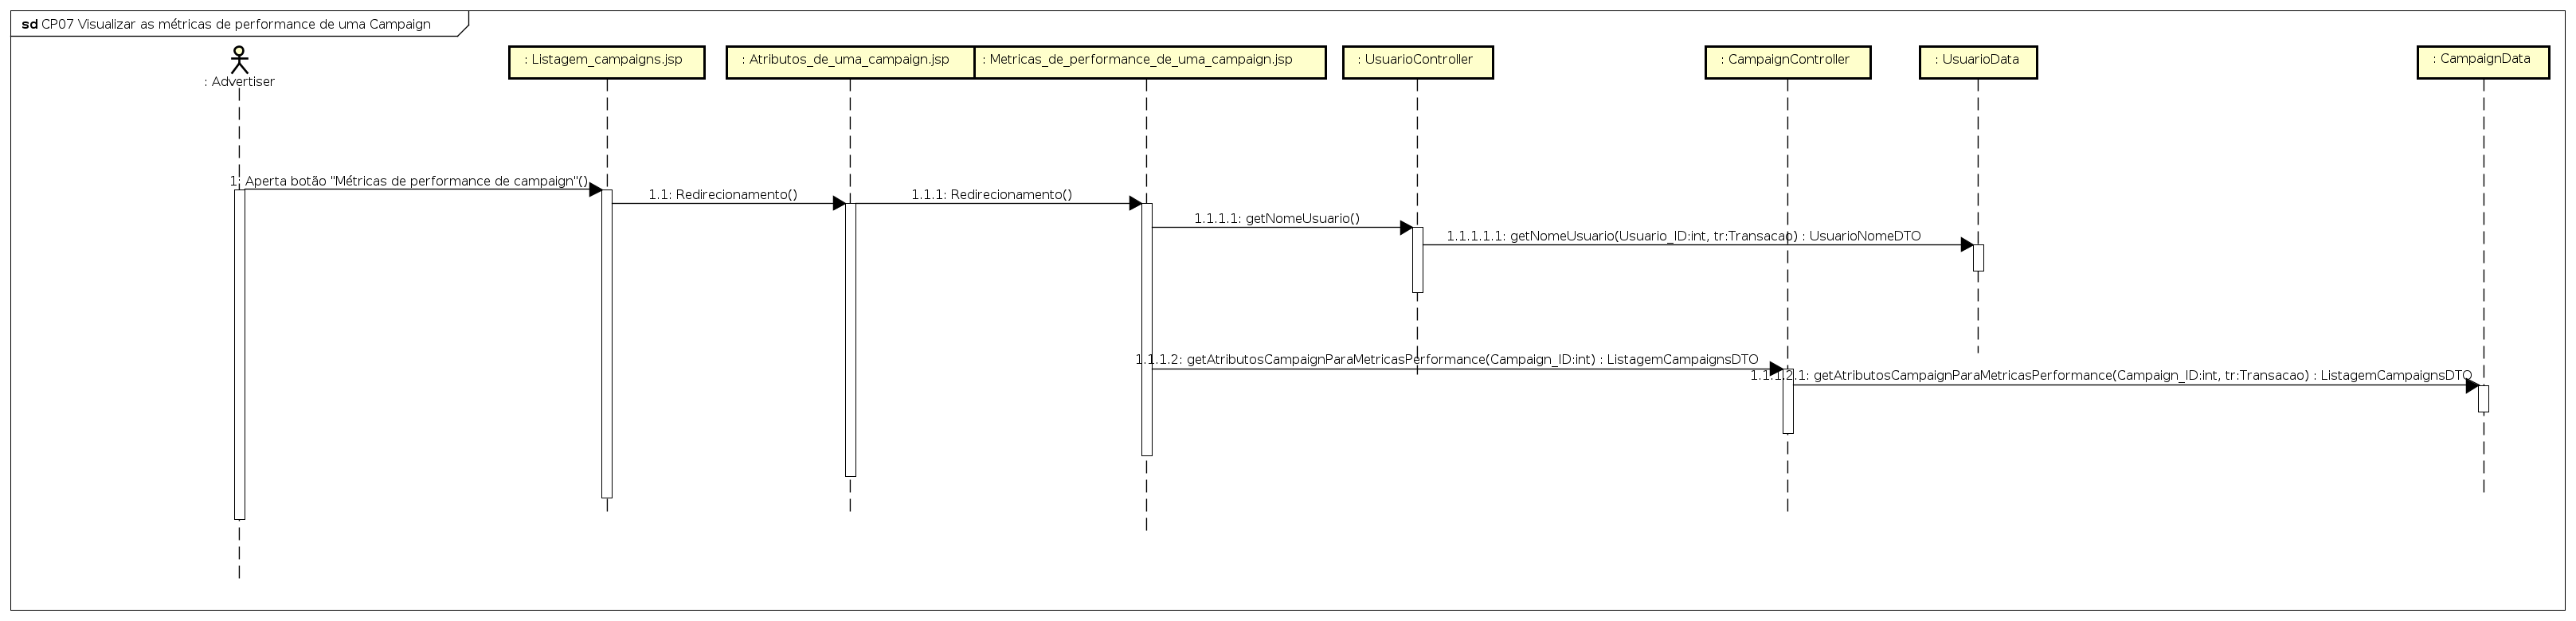 sd CP07 Visualizar as métricas de performance de uma Campaign
: Advertiser
: Listagem_campaigns.jsp
: Atributos_de_uma_campaign.jsp
: Metricas_de_performance_de_uma_campaign.jsp
: UsuarioController
: CampaignController
: UsuarioData
: CampaignData
1: Aperta botão "Métricas de performance de campaign"()
1.1: Redirecionamento()
1.1.1: Redirecionamento()
1.1.1.1: getNomeUsuario()
1.1.1.1.1: getNomeUsuario(Usuario_ID:int, tr:Transacao) : UsuarioNomeDTO
1.1.1.2: getAtributosCampaignParaMetricasPerformance(Campaign_ID:int) : ListagemCampaignsDTO
1.1.1.2.1: getAtributosCampaignParaMetricasPerformance(Campaign_ID:int, tr:Transacao) : ListagemCampaignsDTO